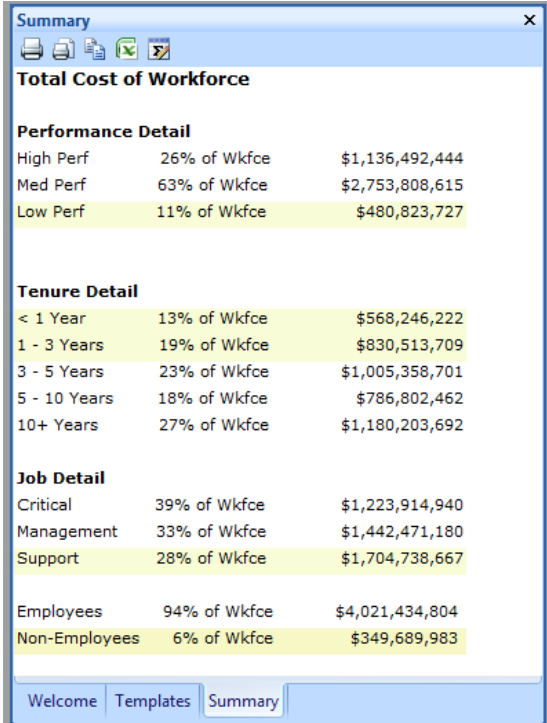 Summary
Total Cost of Workforce
Performance Detail
High Perf 26% of Wkfce $1,136,492,444
Med Perf 63% of Wkfce $2,753,808,615
Low Perf 11% of Wkfce $480,823,727
Tenure Detail
< 1 Year 13% of Wkfce $568,246,222
1 - 3 Years 19% of Wkfce $830,513,709
3 - 5 Years 23% of Wkfce $1,005,358,701
5 - 10 Years 18% of Wkfce $786,802,462
10+ Years 27% of Wkfce $1,180,203,692
Job Detail
Critical 39% of Wkfce $1,223,914,940
Management 33% of Wkfce $1,442,471,180
Support 28% of Wkfce $1,704,738,667
Employees 94% of Wkfce $4,021,434,804
Non-Employees 6% of Wkfce $349,689,983
Welcome Templates Summary